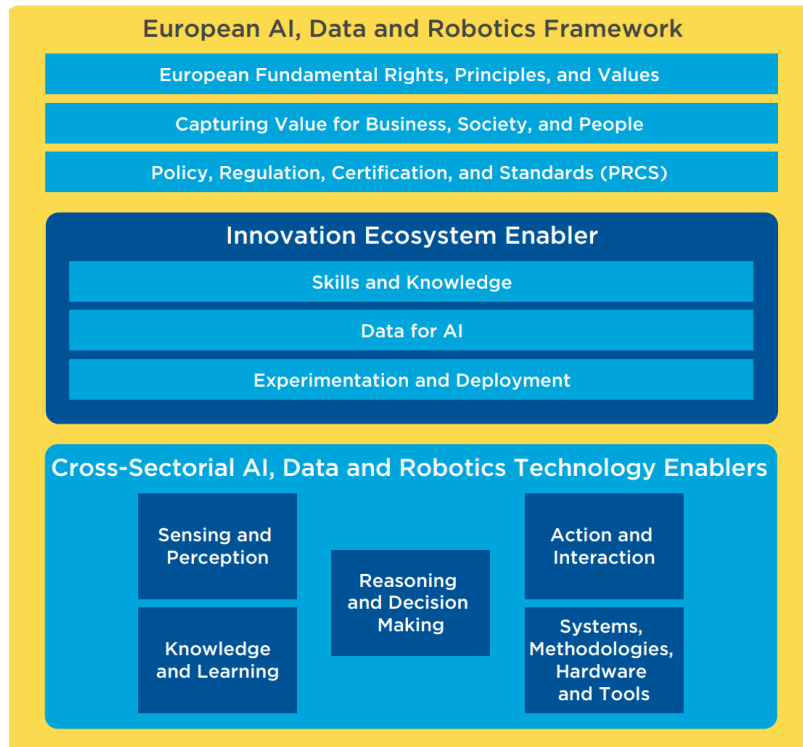 European AI, Data and Robotics Framework
European Fundamental Rights, Principles, and Values
Capturing Value for Business, Society, and People
Policy, Regulation, Certification, and Standards (PRCS)
Innovation Ecosystem Enabler
Skills and Knowledge
Data for AI
Experimentation and Deployment
Cross-Sectorial AI, Data and Robotics Technology Enablers
Sensing and
Perception
Knowledge
and Learning
Reasoning
and Decision
Making
Action and
Interaction
Systems,
Methodologies,
Hardware
and Tools